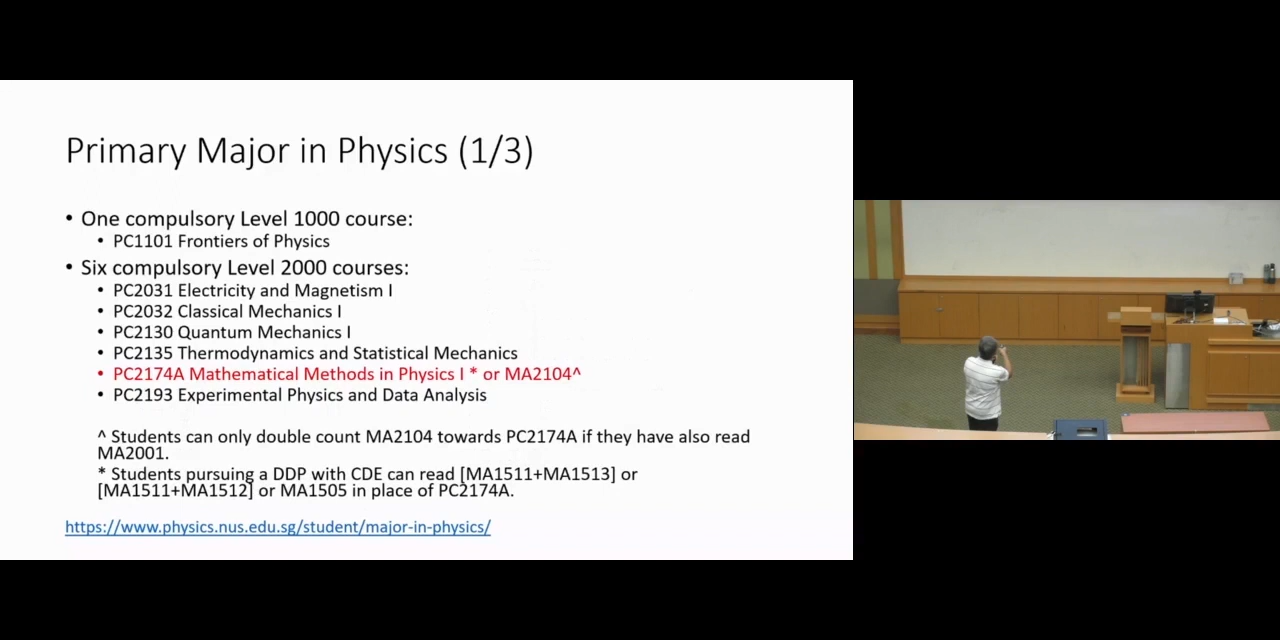 Primary Major in Physics (1/3)
• One compulsory Level 1000 course:
• PC1101 Frontiers of Physics
• Six compulsory Level 2000 courses:
• PC2031 Electricity and Magnetism I
• PC2032 Classical Mechanics I
• PC2130 Quantum Mechanics I
• PC2135 Thermodynamics and Statistical Mechanics
• PC2174A Mathematical Methods in Physics I * or MA2104^
• PC2193 Experimental Physics and Data Analysis
^ Students can only double count MA2104 towards PC2174A if they have also read
MA2001.
* Students pursuing a DDP with CDE can read [MA1511+MA1513] or
[MA1511+MA1512] or MA1505 in place of PC2174A.
https://www.physics.nus.edu.sg/student/major-in-physics/